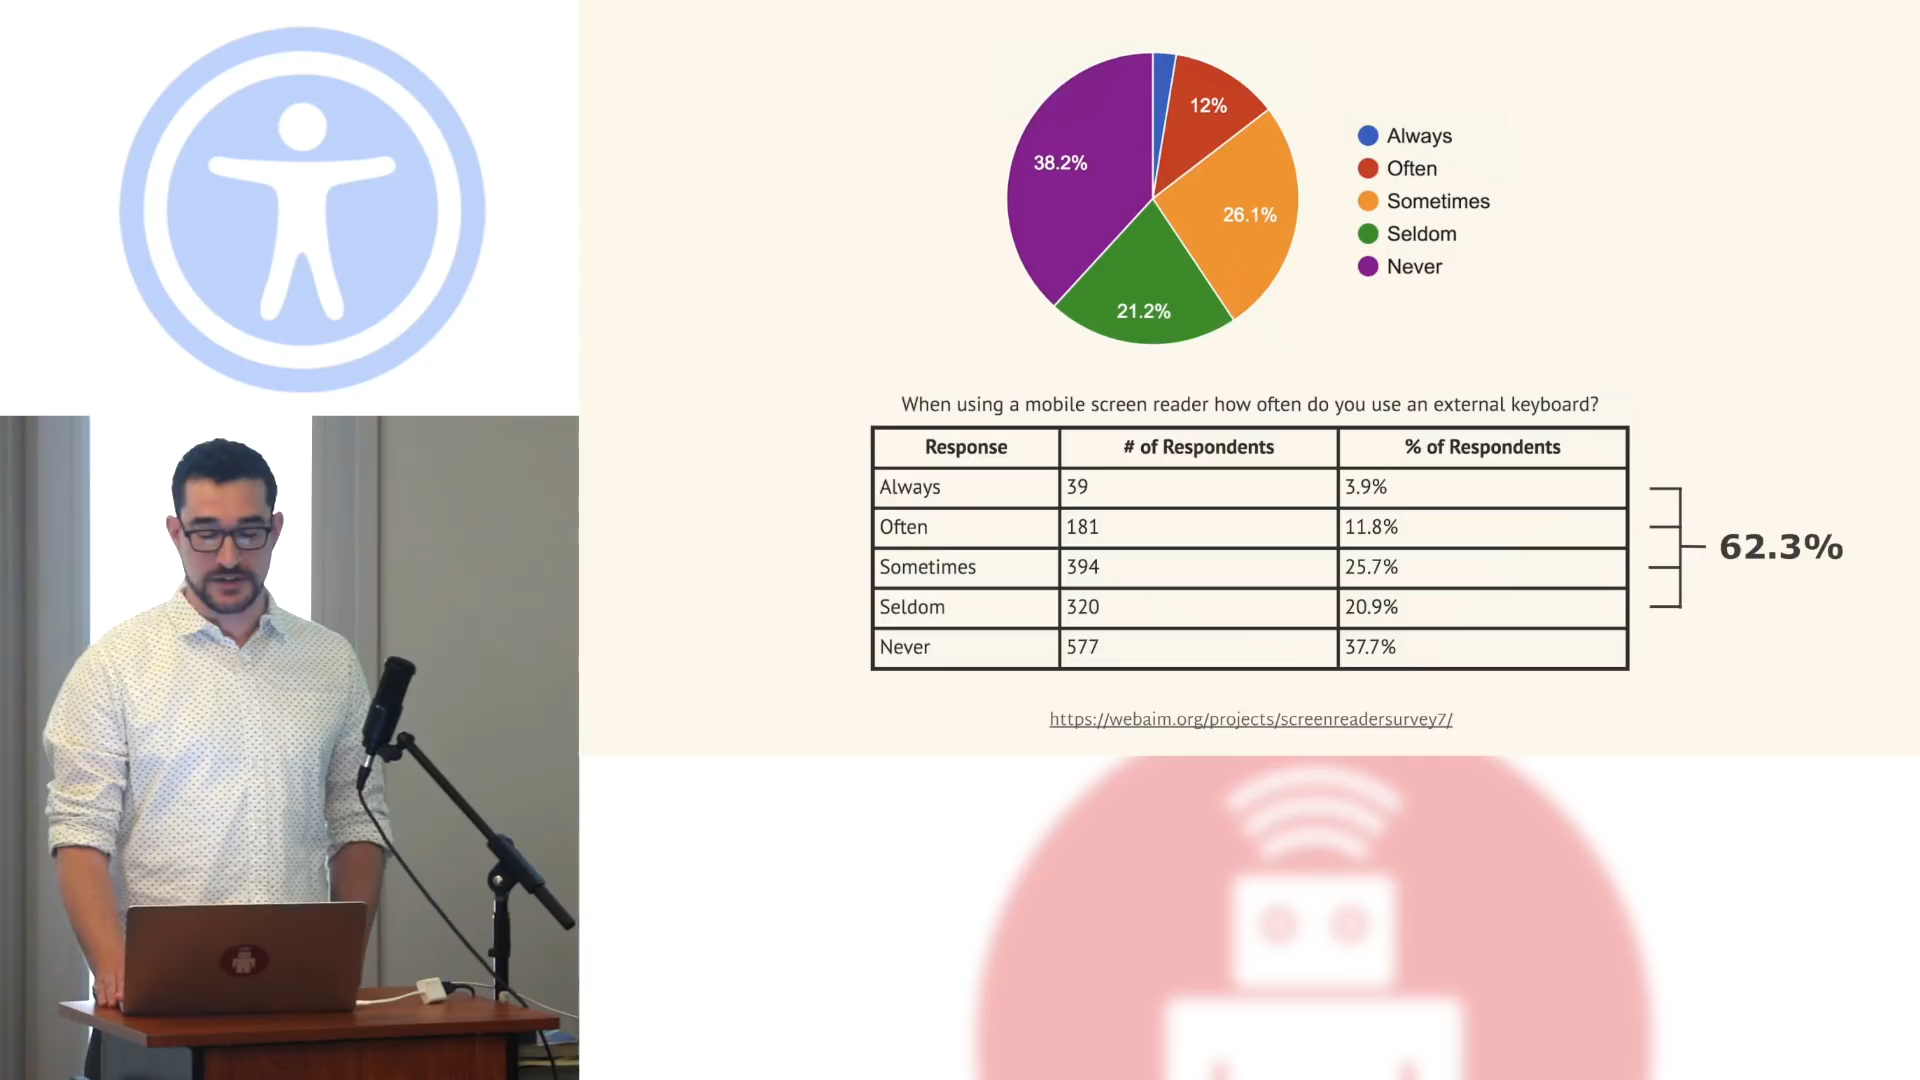 12%
38.2%
26.1%
21.2%
Always
Often
Sometimes
Seldom
Never
When using a mobile screen reader how often do you use an external keyboard?
Response # of Respondents % of Respondents
Always 39 3.9%
Often 181 11.8%
Sometimes 394 25.7%
Seldom 320 20.9%
Never 577 37.7%
62.3%
https://webaim.org/projects/screenreadersurvey7/